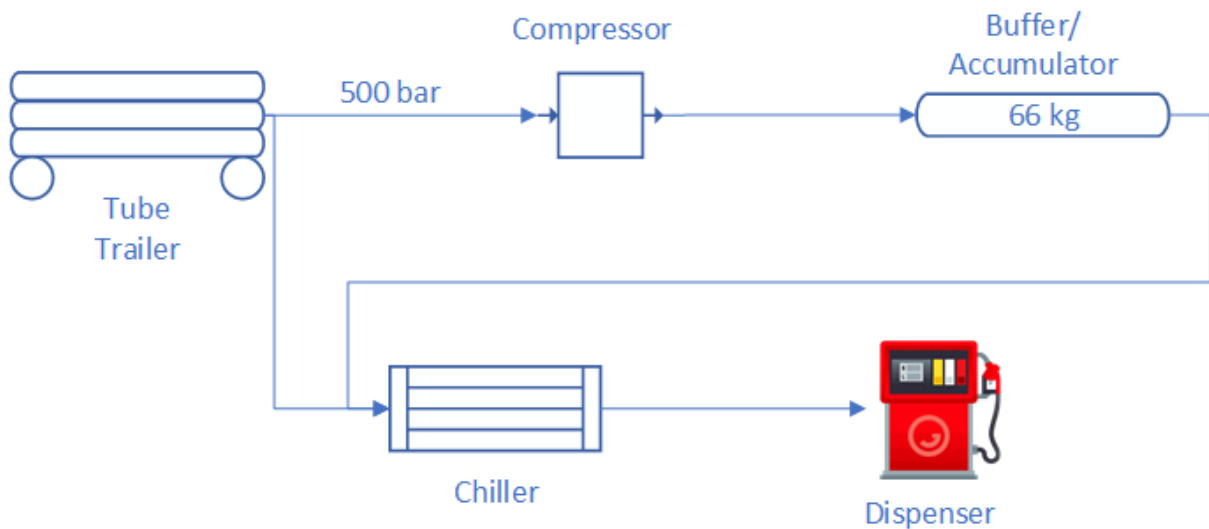 Compressor
Buffer/
Accumulator
500 bar
66 kg
Tube
Trailer
Chiller
Dispenser